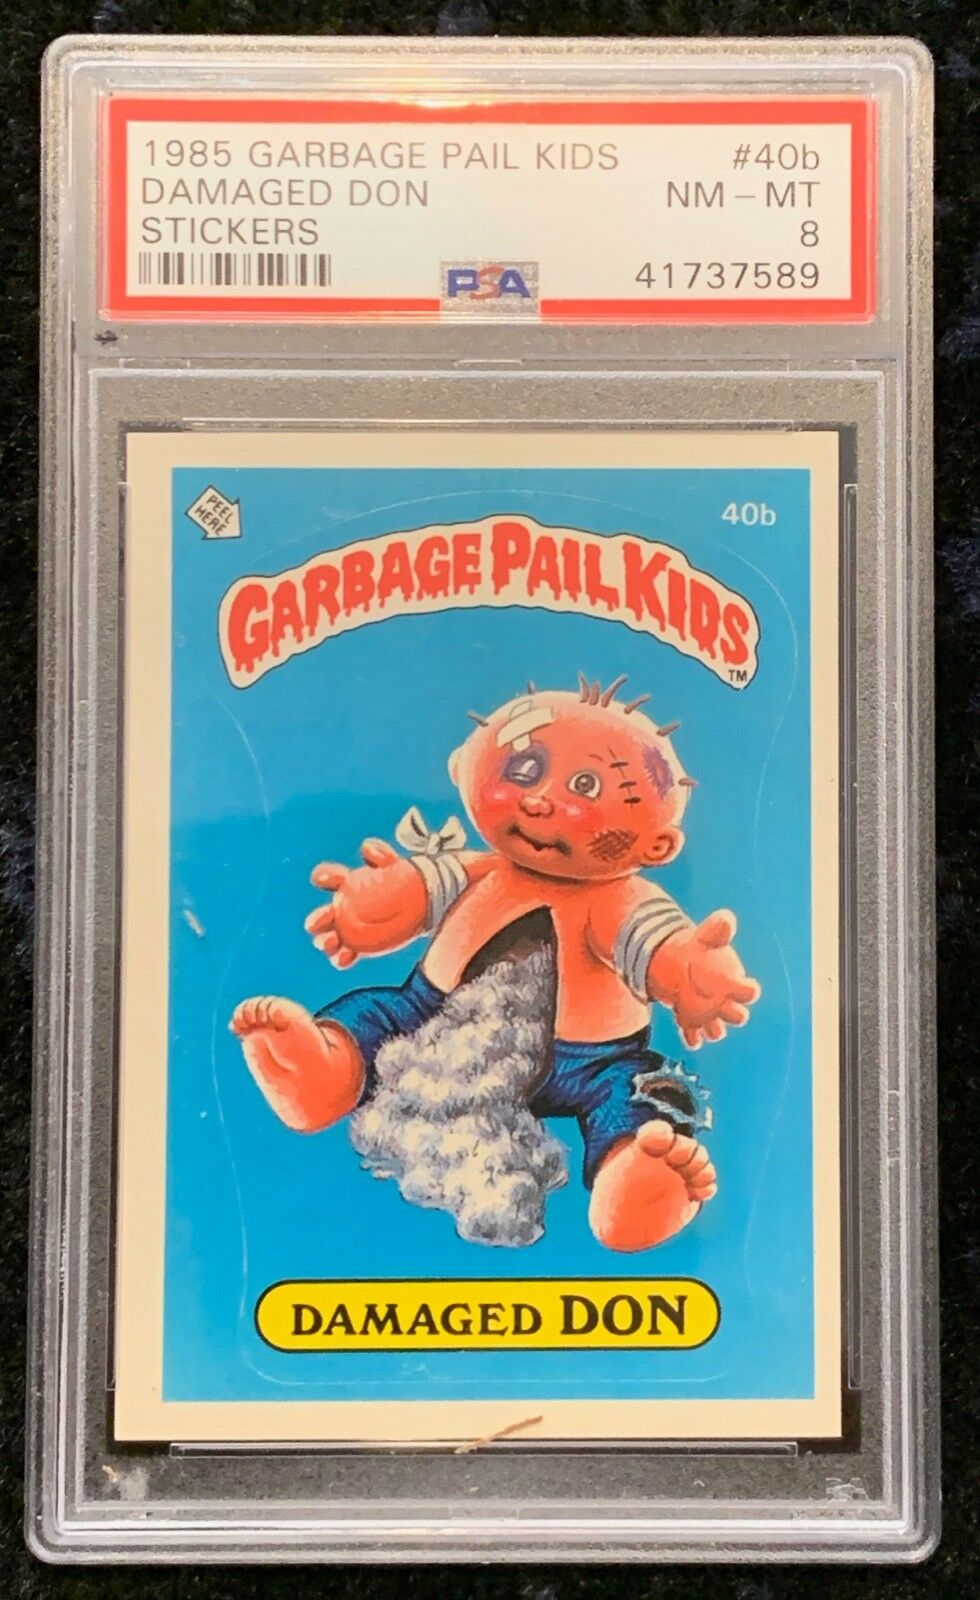 1985 GARBAGE PAIL KIDS #40b
DAMAGED DON NM - MT
STICKERS 8
PSA 41737589
PEEL
HERE
40b
GARBAGE PAIL KIDS
TM
DAMAGED DON